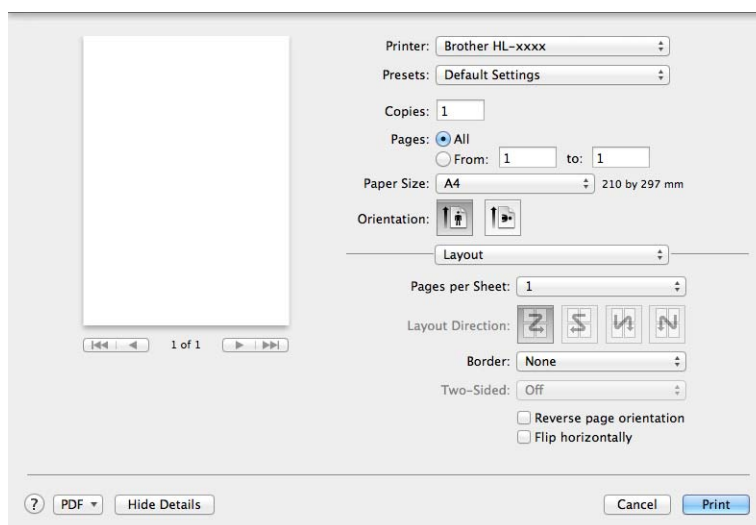 Printer: Brother HL-xxxx
Presets: Default Settings
Copies: 1
Pages: All
From: 1 to: 1
Paper Size: A4 210 by 297 mm
Orientation:
Layout
Pages per Sheet: 1
Layout Direction:
Border: None
Two-Sided: Off
Reverse page orientation
Flip horizontally
1 of 1
? PDF Hide Details Cancel Print